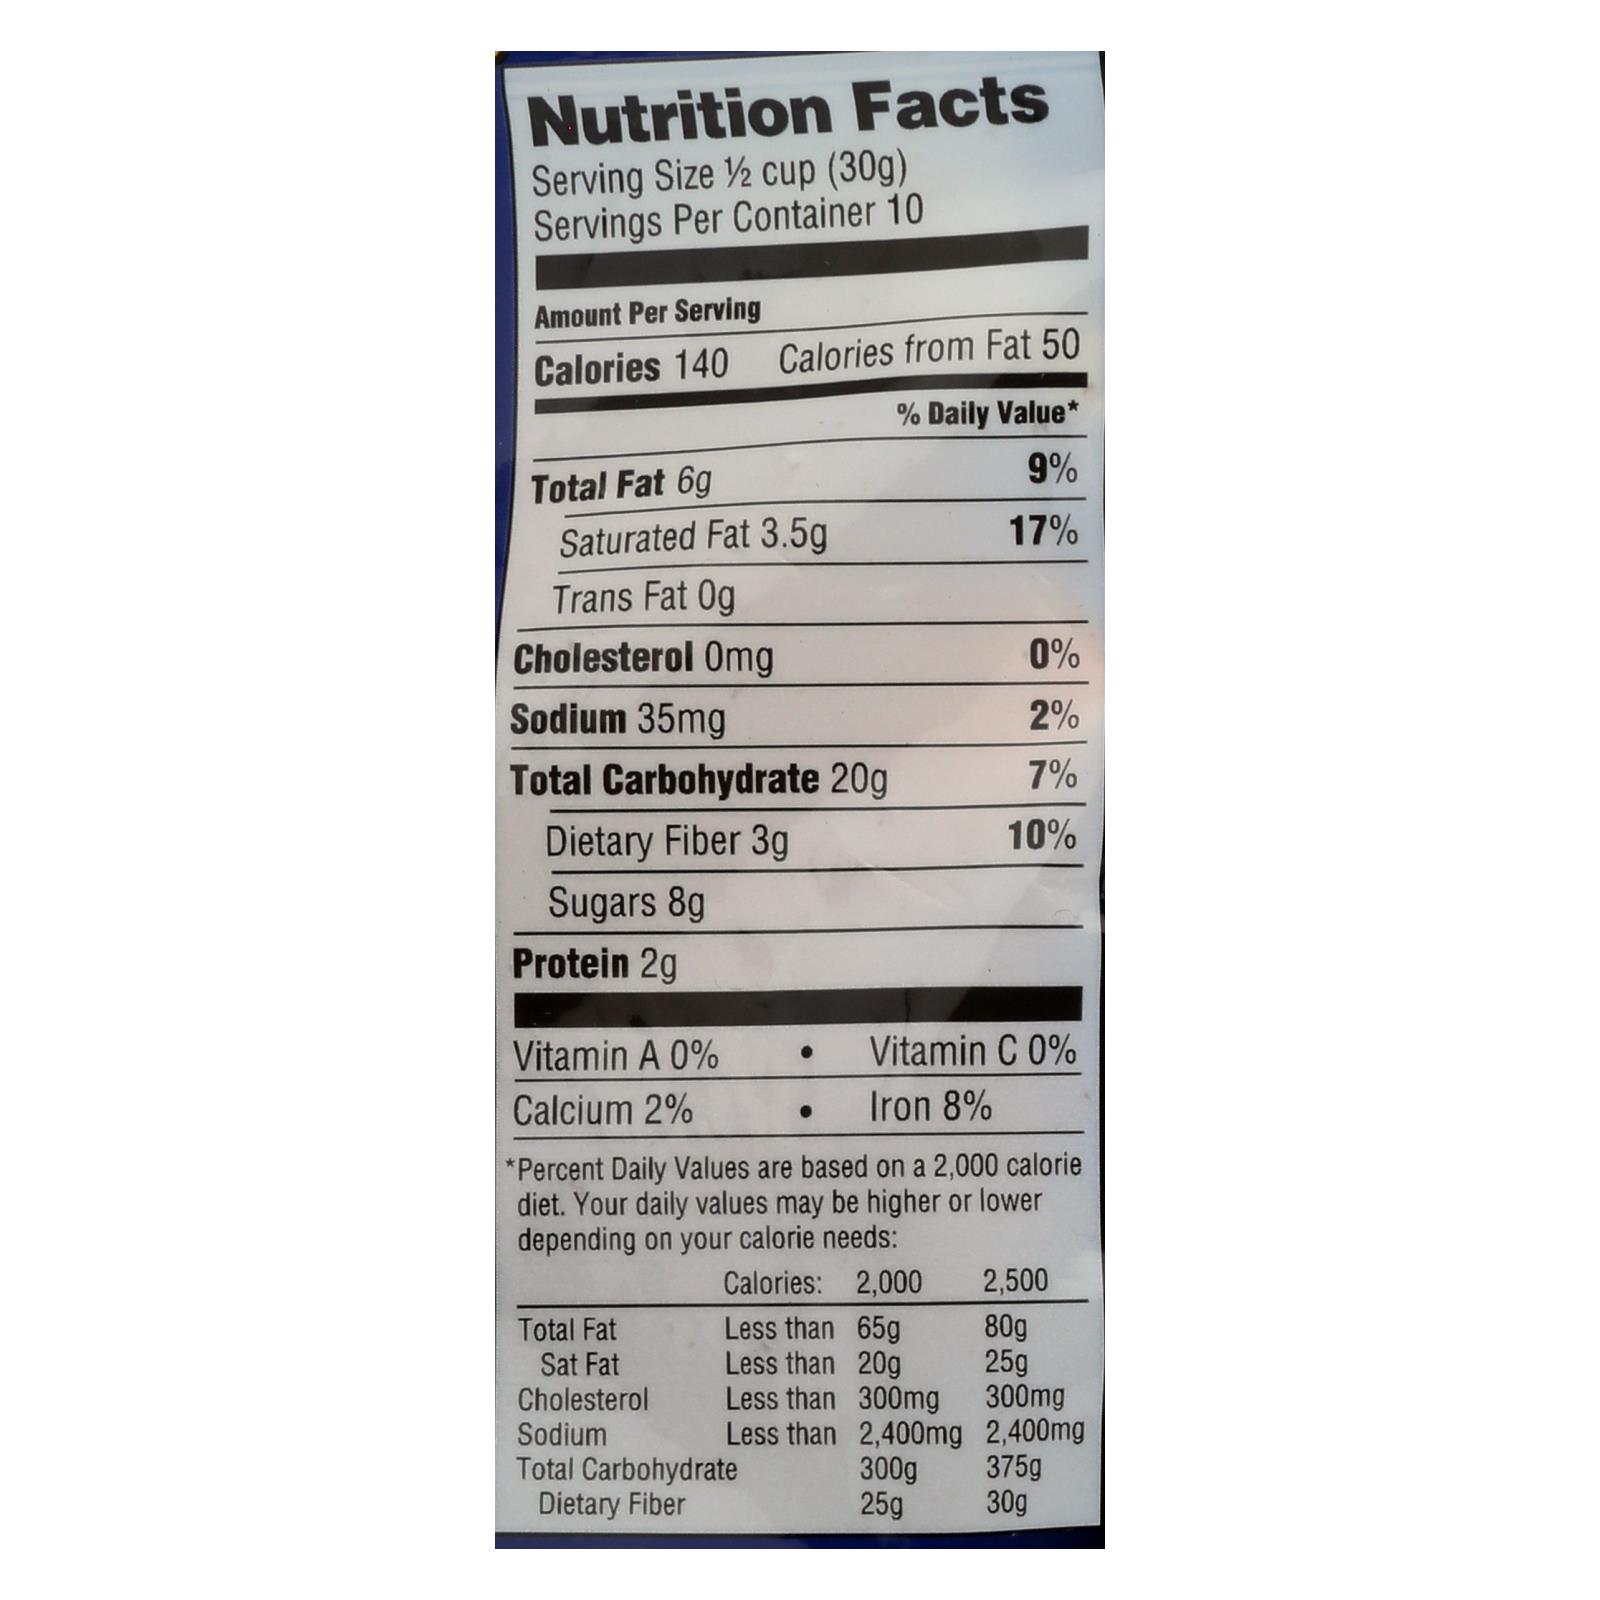 Nutrition Facts
Serving Size ½ cup (30g)
Servings Per Container 10
Amount Per Serving
Calories 140 Calories from Fat 50
% Daily Value*
Total Fat 6g 9%
Saturated Fat 3.5g 17%
Trans Fat 0g
Cholesterol 0mg 0%
Sodium 35mg 2%
Total Carbohydrate 20g 7%
Dietary Fiber 3g 10%
Sugars 8g
Protein 2g
Vitamin A 0% • Vitamin C 0%
Calcium 2% • Iron 8%
*Percent Daily Values are based on a 2,000 calorie
diet. Your daily values may be higher or lower
depending on your calorie needs:
Calories: 2,000 2,500
Total Fat Less than 65g 80g
Sat Fat Less than 20g 25g
Cholesterol Less than 300mg 300mg
Sodium Less than 2,400mg 2,400mg
Total Carbohydrate 300g 375g
Dietary Fiber 25g 30g